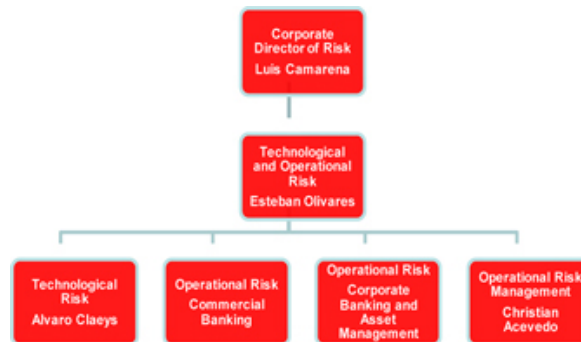 Corporate
Director of Risk
Luis Camarena
Technological
and Operational
Risk
Esteban Olivares
Technological
Risk
Alvaro Claeys
Operational Risk
Commercial
Banking
Operational Risk
Corporate
Banking and
Asset
Management
Operational Risk
Management
Christian
Acevedo